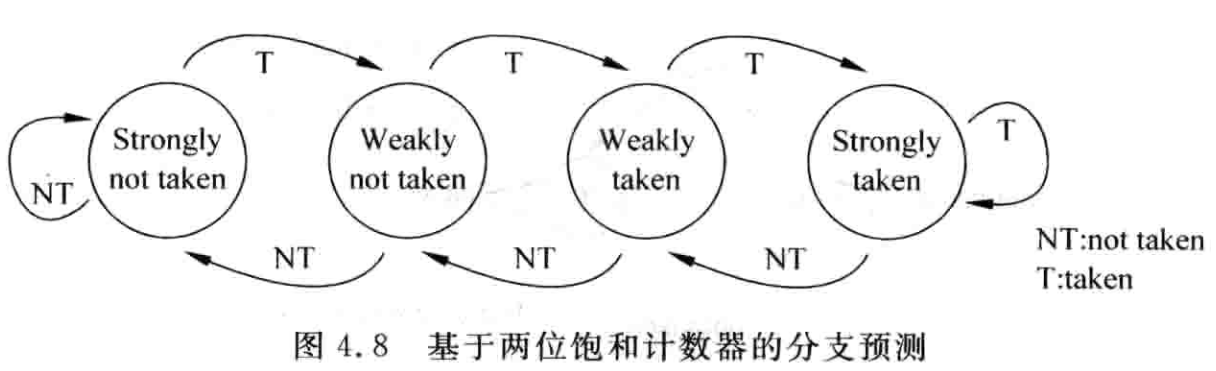 T
T
T
Strongly
not taken
Weakly
not taken
Weakly
taken
Strongly
taken
T
NT
NT
NT
NT
NT:not taken
T:taken
图 4.8 基于两位饱和计数器的分支预测